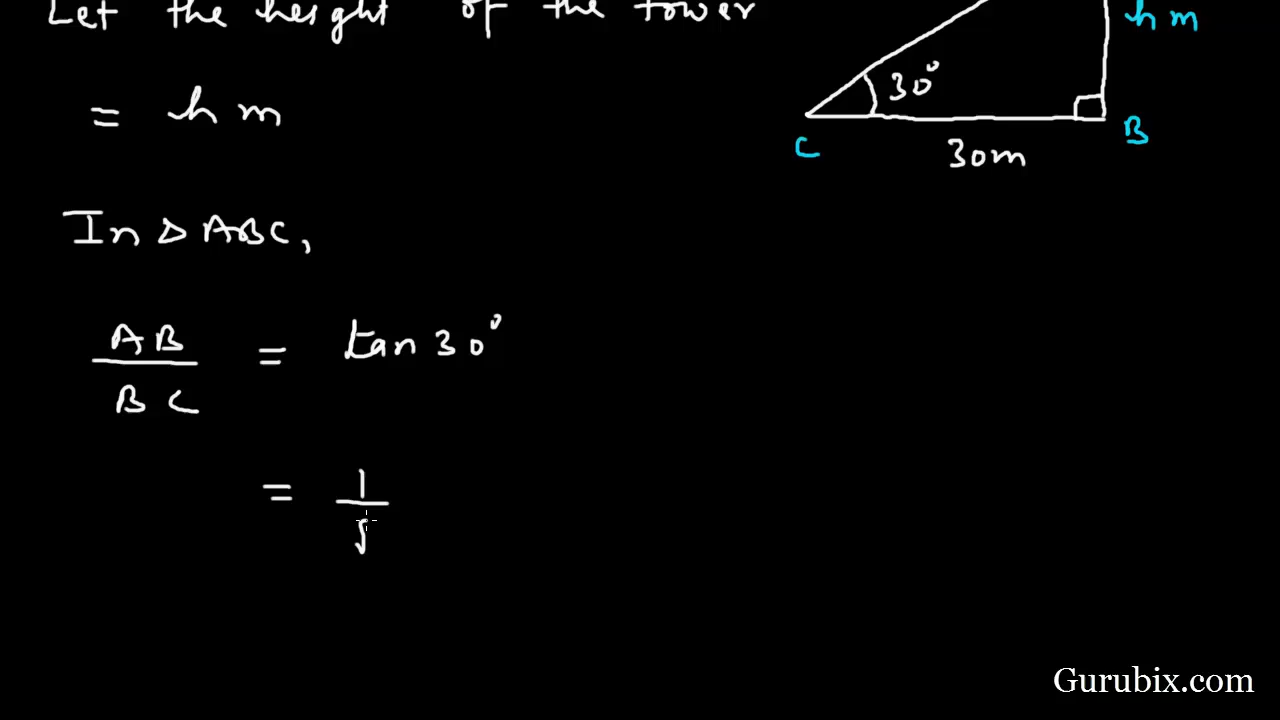 Let the height of the tower
h m
= h m
30°
C
B
30m
In △ ABC,
AB
BC
= tan 30°
= 1
√
Gurubix.com